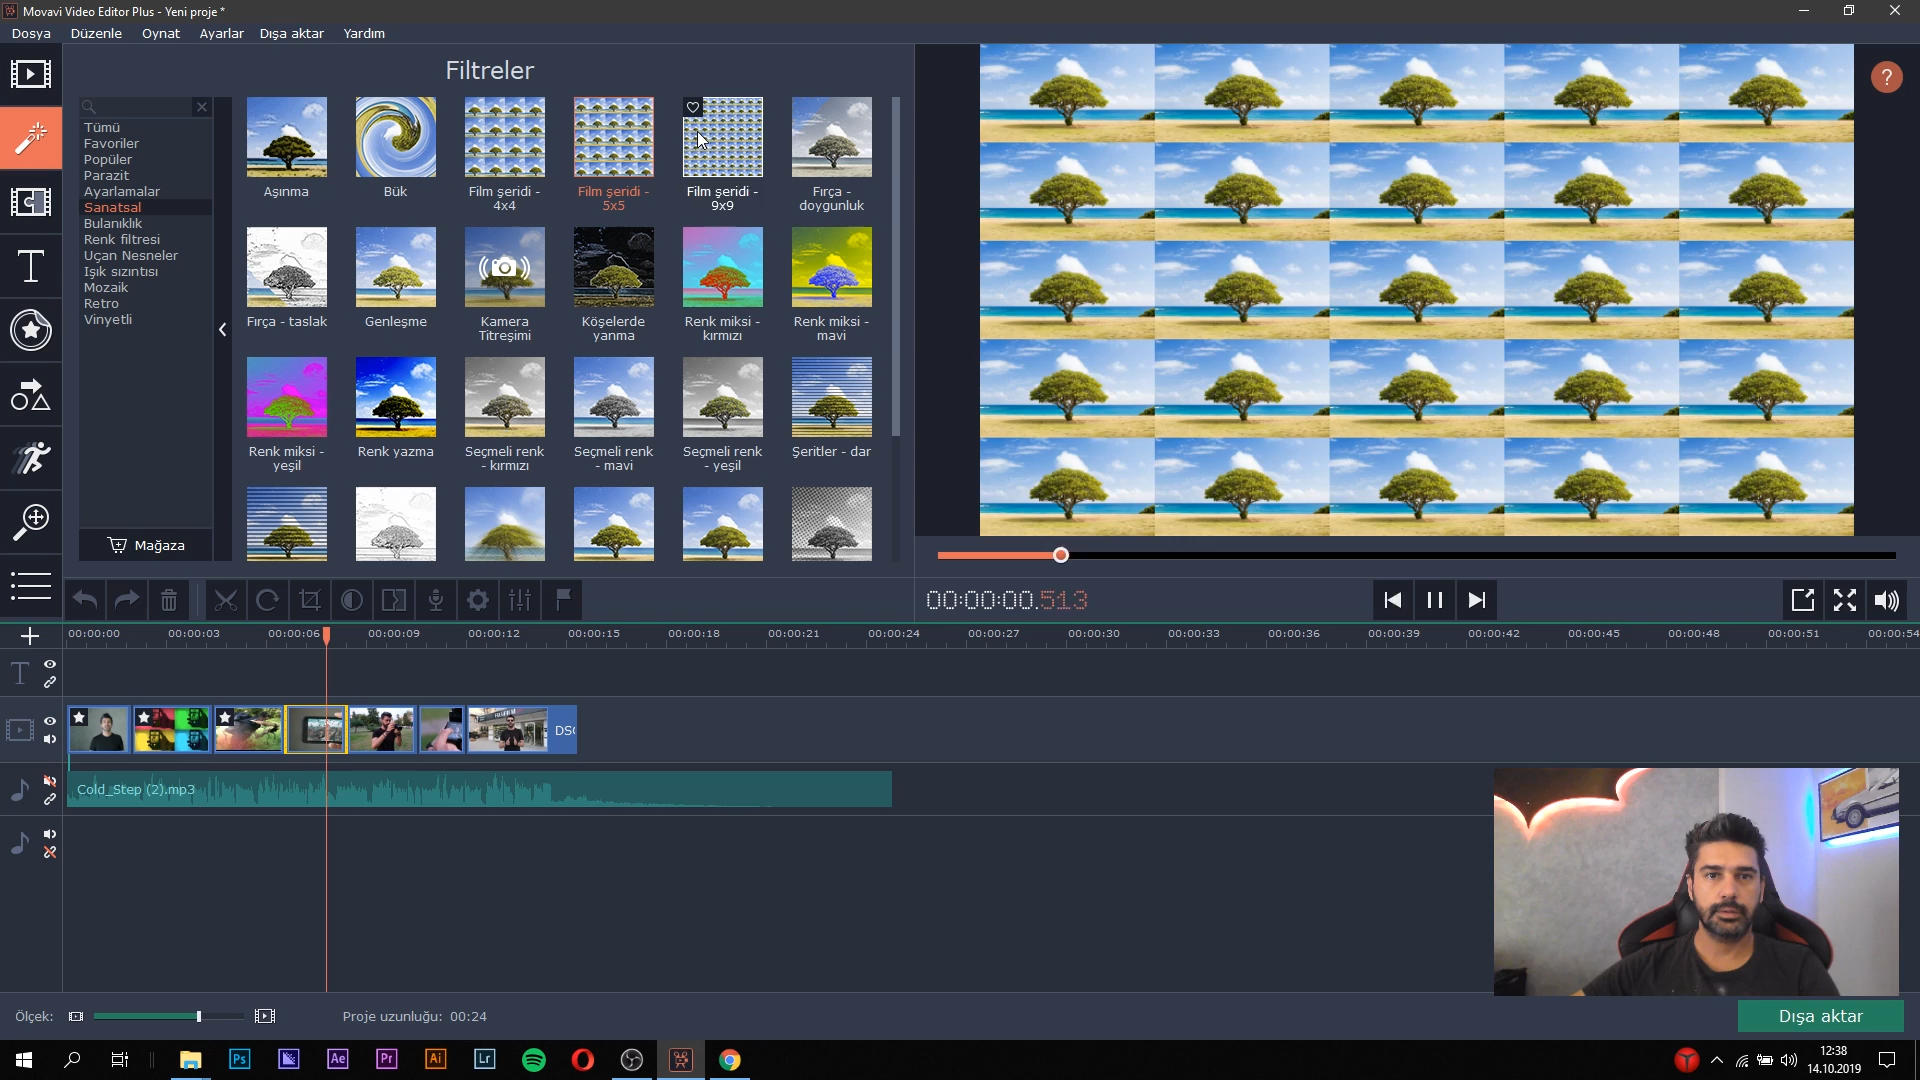 Movavi Video Editor Plus - Yeni proje *
Dosya Düzenle Oynat Ayarlar Dışa aktar Yardım
Filtreler
Tümü
Favoriler
Popüler
Parazit
Ayarlamalar
Sanatsal
Bulanıklık
Renk filtresi
Uçan Nesneler
Işık sızıntısı
Mozaik
Retro
Vinyetli
Mağaza
Aşınma
Bük
Film şeridi -
4x4
Film şeridi -
5x5
Film şeridi -
9x9
Fırça -
doygunluk
Fırça - taslak
Genleşme
Kamera
Titreşimi
Köşelerde
yanma
Renk miksi -
kırmızı
Renk miksi -
mavi
Renk miksi -
yeşil
Renk yazma
Seçmeli renk
- kırmızı
Seçmeli renk
- mavi
Seçmeli renk
- yeşil
Şeritler - dar
?
00:00:00.513
00:00:00 00:00:03 00:00:06 00:00:09 00:00:12 00:00:15 00:00:18 00:00:21 00:00:24 00:00:27 00:00:30 00:00:33 00:00:36 00:00:39 00:00:42 00:00:45 00:00:48 00:00:51 00:00:54
Cold_Step (2).mp3
Ölçek:
Proje uzunluğu: 00:24
Dışa aktar
Ps Ae Pr Ai Lr
12:38
14.10.2019